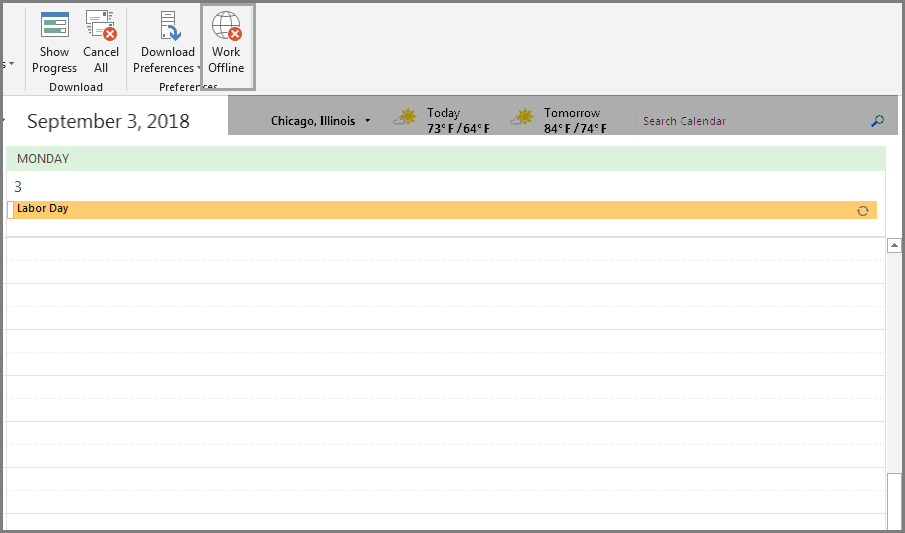 Show Progress
Cancel All
Download Preferences
Work Offline
s
Download
Preferences
September 3, 2018
Chicago, Illinois
Today
73° F / 64° F
Tomorrow
84° F / 74° F
Search Calendar
MONDAY
3
Labor Day